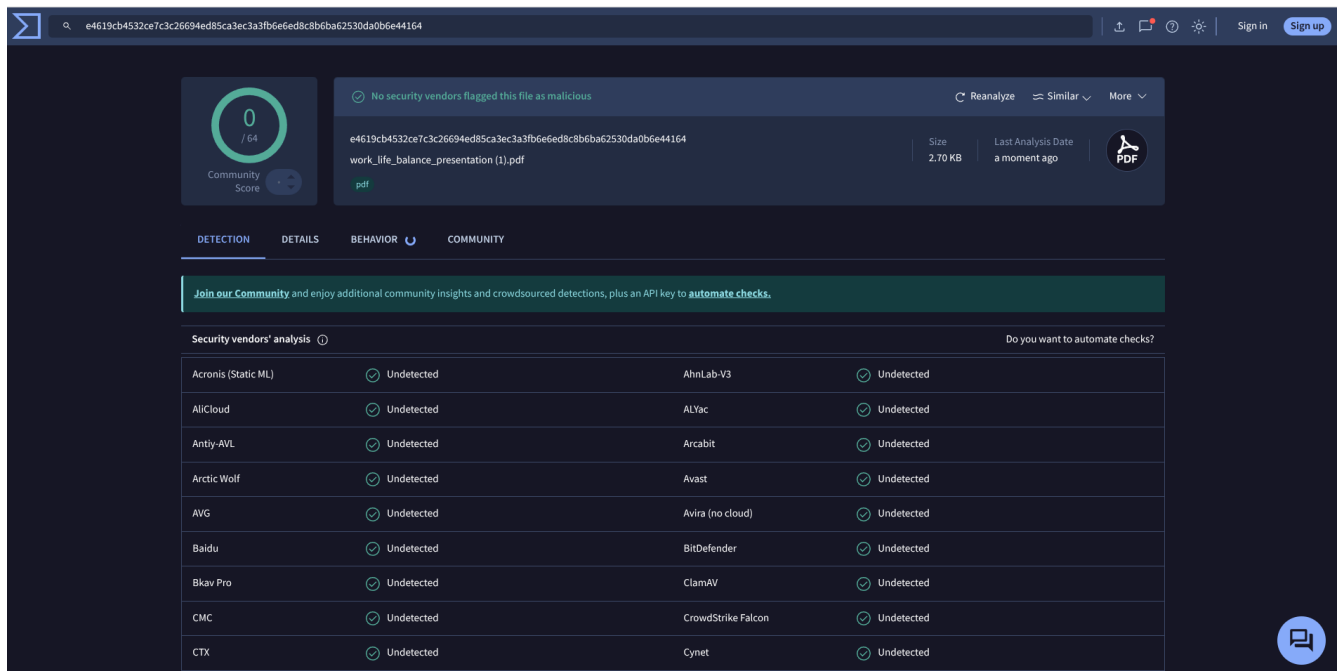 e4619cb4532ce7c3c26694ed85ca3ec3a3fb6e6ed8c8b6ba62530da0b6e44164
Sign in
Sign up
0
/ 64
Community
Score
No security vendors flagged this file as malicious
Reanalyze
Similar
More
e4619cb4532ce7c3c26694ed85ca3ec3a3fb6e6ed8c8b6ba62530da0b6e44164
work_life_balance_presentation (1).pdf
pdf
Size
2.70 KB
Last Analysis Date
a moment ago
PDF
DETECTION DETAILS BEHAVIOR COMMUNITY
Join our Community and enjoy additional community insights and crowdsourced detections, plus an API key to automate checks.
Security vendors' analysis Do you want to automate checks?
Acronis (Static ML) Undetected AhnLab-V3 Undetected
AliCloud Undetected ALYac Undetected
Antiy-AVL Undetected Arcabit Undetected
Arctic Wolf Undetected Avast Undetected
AVG Undetected Avira (no cloud) Undetected
Baidu Undetected BitDefender Undetected
Bkav Pro Undetected ClamAV Undetected
CMC Undetected CrowdStrike Falcon Undetected
CTX Undetected Cynet Undetected